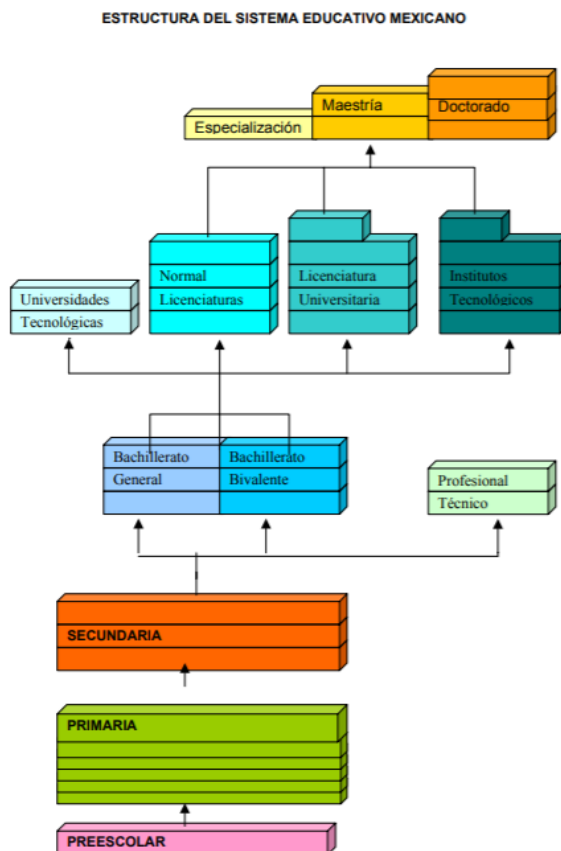 ESTRUCTURA DEL SISTEMA EDUCATIVO MEXICANO
Especialización
Maestría
Doctorado
Universidades
Tecnológicas
Normal
Licenciaturas
Licenciatura
Universitaria
Institutos
Tecnológicos
Bachillerato
General
Bachillerato
Bivalente
Profesional
Técnico
SECUNDARIA
PRIMARIA
PREESCOLAR